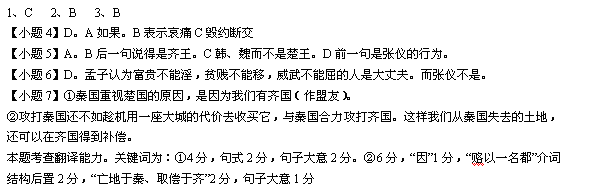 1、C 2、B 3、B
【小题4】D。A 如果。B 表示哀痛 C 毁约断交
【小题5】A。B 后一句说得是齐王。C 韩、魏而不是楚王。D 前一句是张仪的行为。
【小题6】D。孟子认为富贵不能淫，贫贱不能移，威武不能屈的人是大丈夫。而张仪不是。
【小题7】①秦国重视楚国的原因，是因为我们有齐国（作盟友）。
②攻打秦国还不如趁机用一座大城的代价去收买它，与秦国合力攻打齐国。这样我们从秦国失去的土地，
还可以在齐国得到补偿。
本题考查翻译能力。关键词为：①4分，句式2分，句子大意2分。②6分，“因”1分，“赂以一名都”介词
结构后置2分，“亡地于秦、取偿于齐”2分，句子大意1分